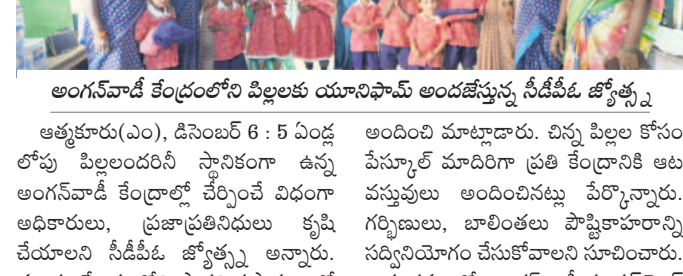 అంగన్‌వాడీ కేంద్రంలోని పిల్లలకు యూనిఫామ్ అందజేస్తున్న సీడీపీఓ జ్యోత్స్న
ఆత్మకూరు(ఎం), డిసెంబర్ 6 : 5 ఏండ్ల
లోపు పిల్లలందరినీ స్థానికంగా ఉన్న
అంగన్‌వాడీ కేంద్రాల్లో చేర్పించే విధంగా
అధికారులు, ప్రజాప్రతినిధులు కృషి
చేయాలని సీడీపీఓ జ్యోత్స్న అన్నారు.
అందించి మాట్లాడారు. చిన్న పిల్లల కోసం
పేస్కూల్ మాదిరిగా ప్రతి కేంద్రానికి ఆట
వస్తువులు అందించినట్లు పేర్కొన్నారు.
గర్భిణులు, బాలింతలు పౌష్టికాహారాన్ని
సద్వినియోగం చేసుకోవాలని సూచించారు.